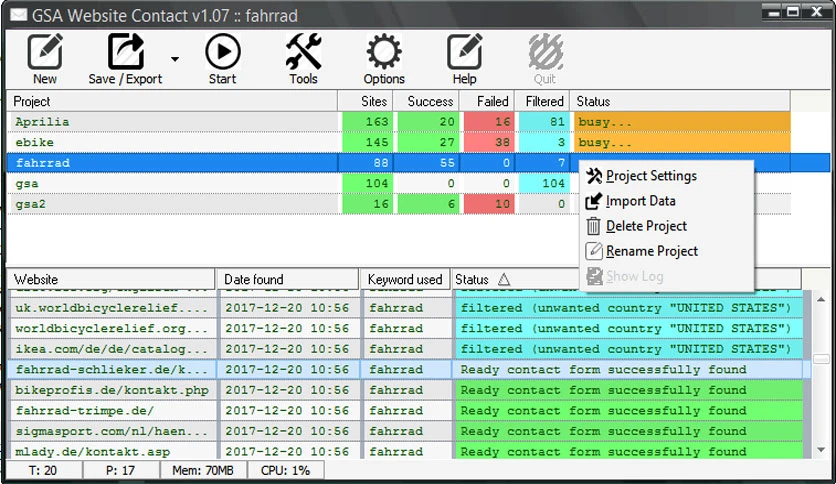 GSA Website Contact v1.07 :: fahrrad
New Save / Export Start Tools Options Help Quit
Project Sites Success Failed Filtered Status
Aprilia 163 20 16 81 busy...
ebike 145 27 38 3 busy...
fahrrad 88 55 0 7
gsa 104 0 0 104
gsa2 16 6 10 0
Project Settings
Import Data
Delete Project
Rename Project
Show Log
Website Date found Keyword used Status
uk.worldbicyclerelief.... 2017-12-20 10:56 fahrrad filtered (unwanted country "UNITED STATES")
worldbicyclerelief.org... 2017-12-20 10:56 fahrrad filtered (unwanted country "UNITED STATES")
ikea.com/de/de/catalog... 2017-12-20 10:56 fahrrad filtered (unwanted country "UNITED STATES")
fahrrad-schlieker.de/k... 2017-12-20 10:56 fahrrad Ready contact form successfully found
bikeprofis.de/kontakt.php 2017-12-20 10:56 fahrrad Ready contact form successfully found
fahrrad-trimpe.de/ 2017-12-20 10:56 fahrrad Ready contact form successfully found
sigmasport.com/nl/haen... 2017-12-20 10:56 fahrrad Ready contact form successfully found
mlady.de/kontakt.asp 2017-12-20 10:56 fahrrad Ready contact form successfully found
T: 20 P: 17 Mem: 70MB CPU: 1%